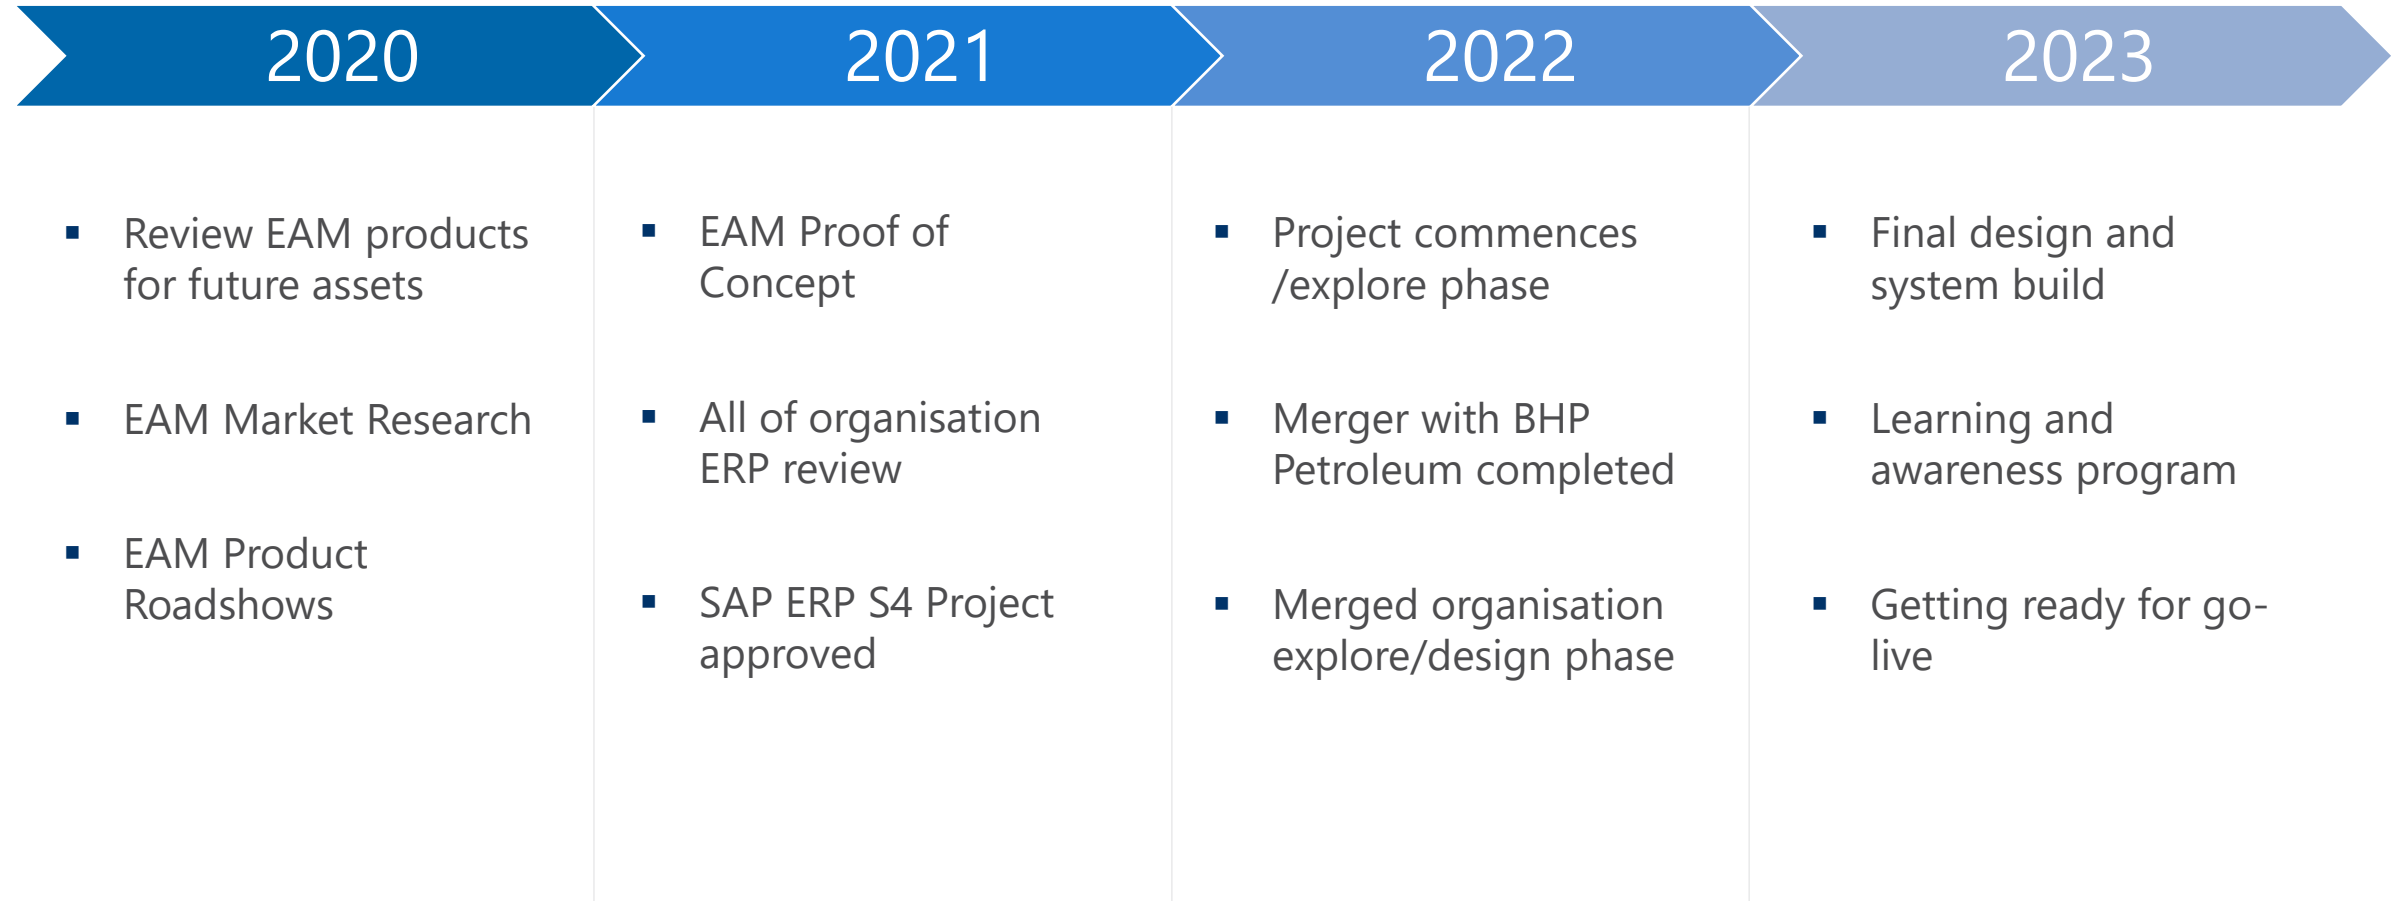 2020
2021
2022
2023
▪ Review EAM products
for future assets
▪ EAM Market Research
▪ EAM Product
Roadshows
▪ EAM Proof of
Concept
▪ All of organisation
ERP review
▪ SAP ERP S4 Project
approved
▪ Project commences
/explore phase
▪ Merger with BHP
Petroleum completed
▪ Merged organisation
explore/design phase
▪ Final design and
system build
▪ Learning and
awareness program
▪ Getting ready for go-
live